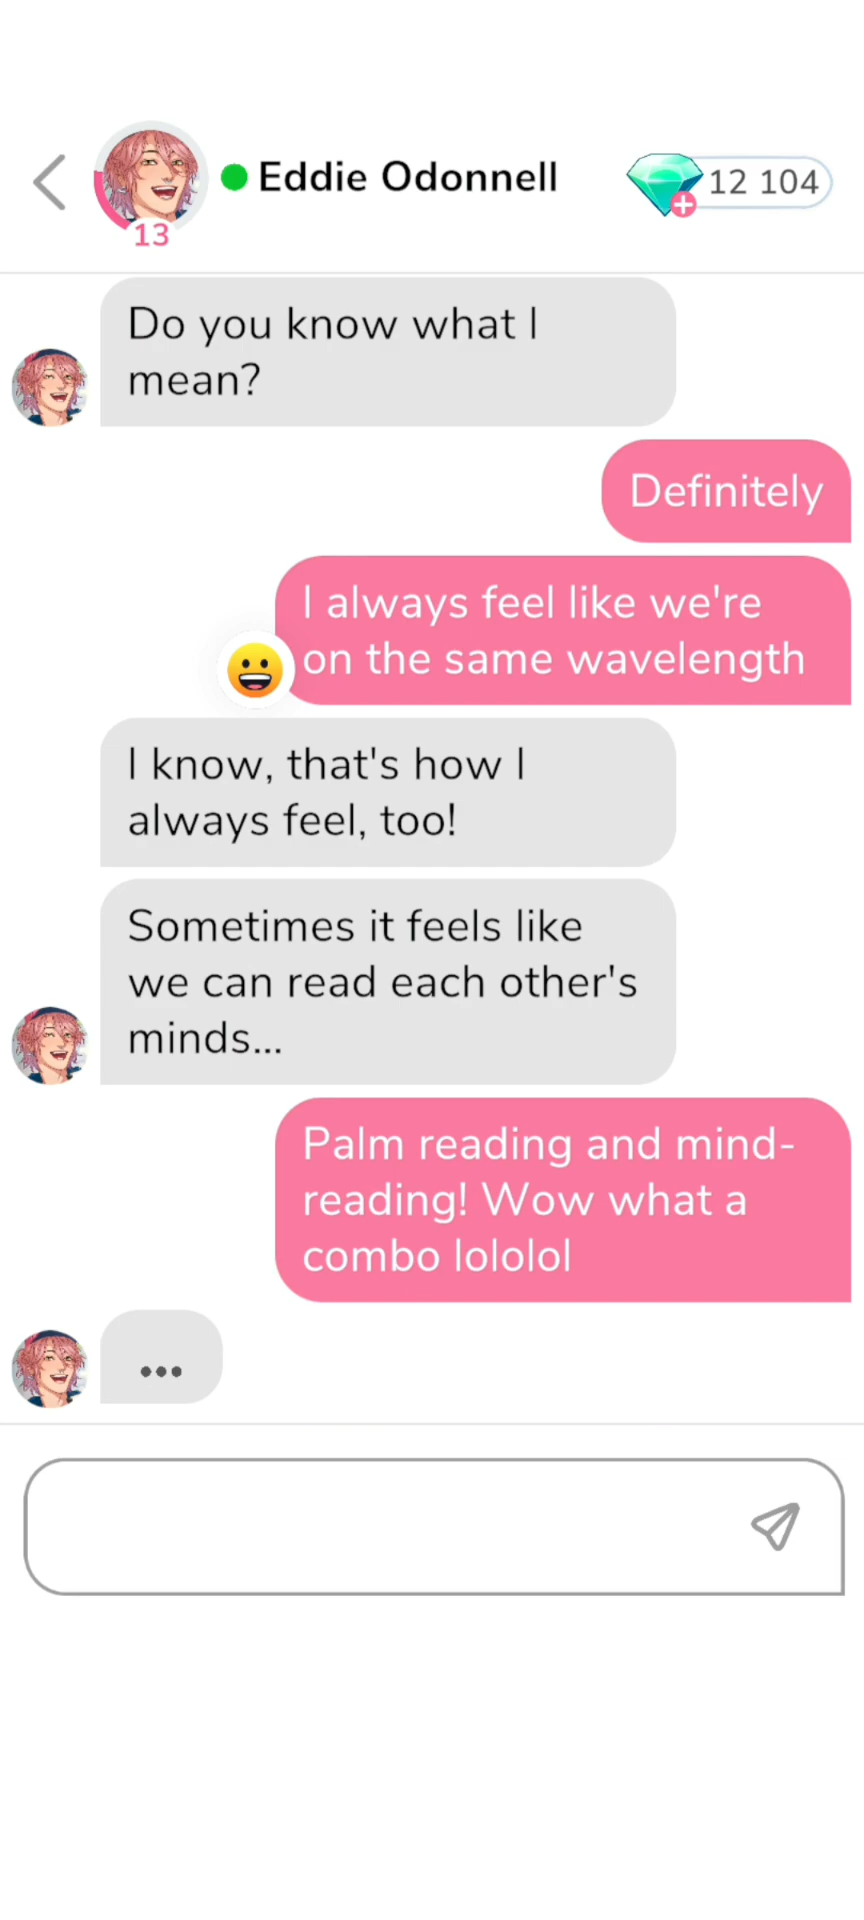 Eddie Odonnell
12 104
13
Do you know what I
mean?
Definitely
I always feel like we're
on the same wavelength
I know, that's how I
always feel, too!
Sometimes it feels like
we can read each other's
minds...
Palm reading and mind-
reading! Wow what a
combo lololol
...